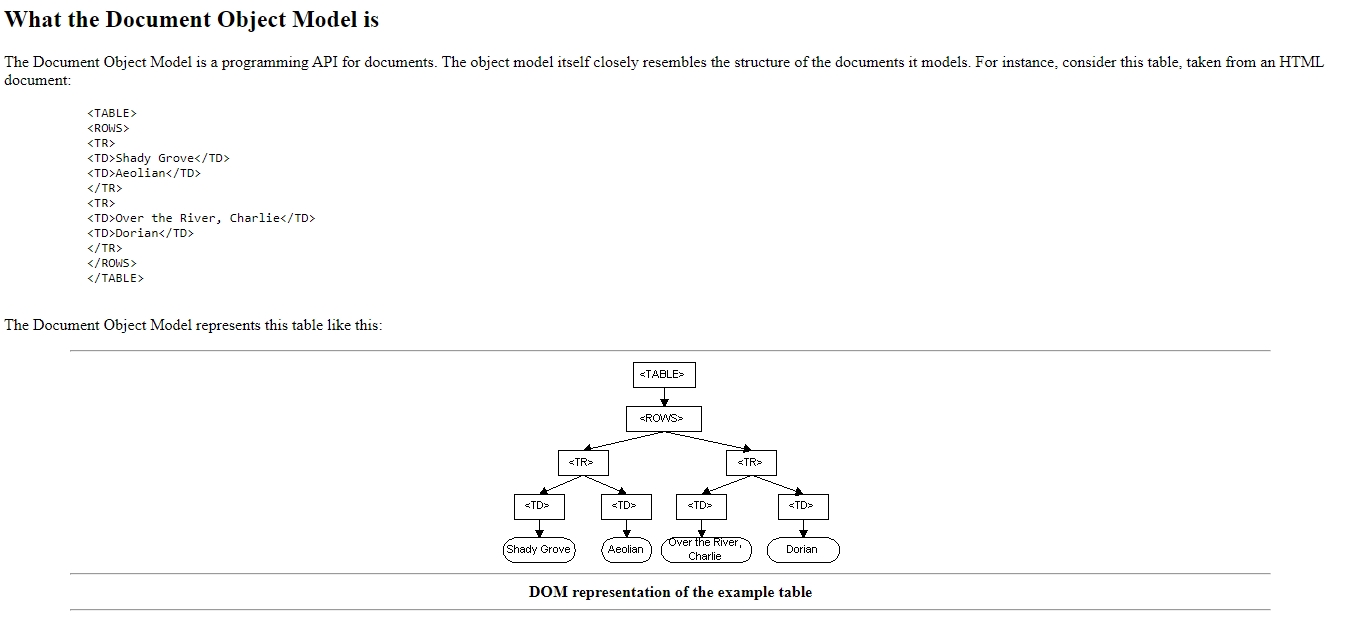 What the Document Object Model is
The Document Object Model is a programming API for documents. The object model itself closely resembles the structure of the documents it models. For instance, consider this table, taken from an HTML
document:
<TABLE>
<ROWS>
<TR>
<TD>Shady Grove</TD>
<TD>Aeolian</TD>
</TR>
<TR>
<TD>Over the River, Charlie</TD>
<TD>Dorian</TD>
</TR>
</ROWS>
</TABLE>
The Document Object Model represents this table like this:
<TABLE>
<ROWS>
<TR> <TR>
<TD> <TD> <TD> <TD>
Shady Grove Aeolian Over the River, Charlie Dorian
DOM representation of the example table